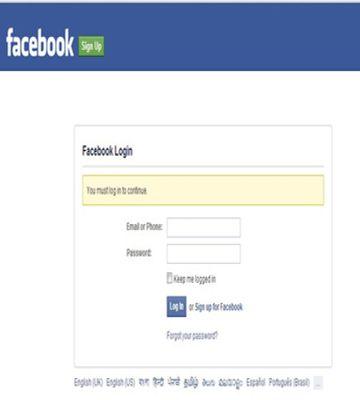 facebook Sign Up
Facebook Login
You must log in to continue.
Email or Phone:
Password:
Keep me logged in
Log In or Sign up for Facebook
Forgot your password?
English (UK) English (US) বাংলা हिन्दी ਪੰਜਾਬੀ தமிழ் తెలుగు മലയാളം Español Português (Brasil) ...